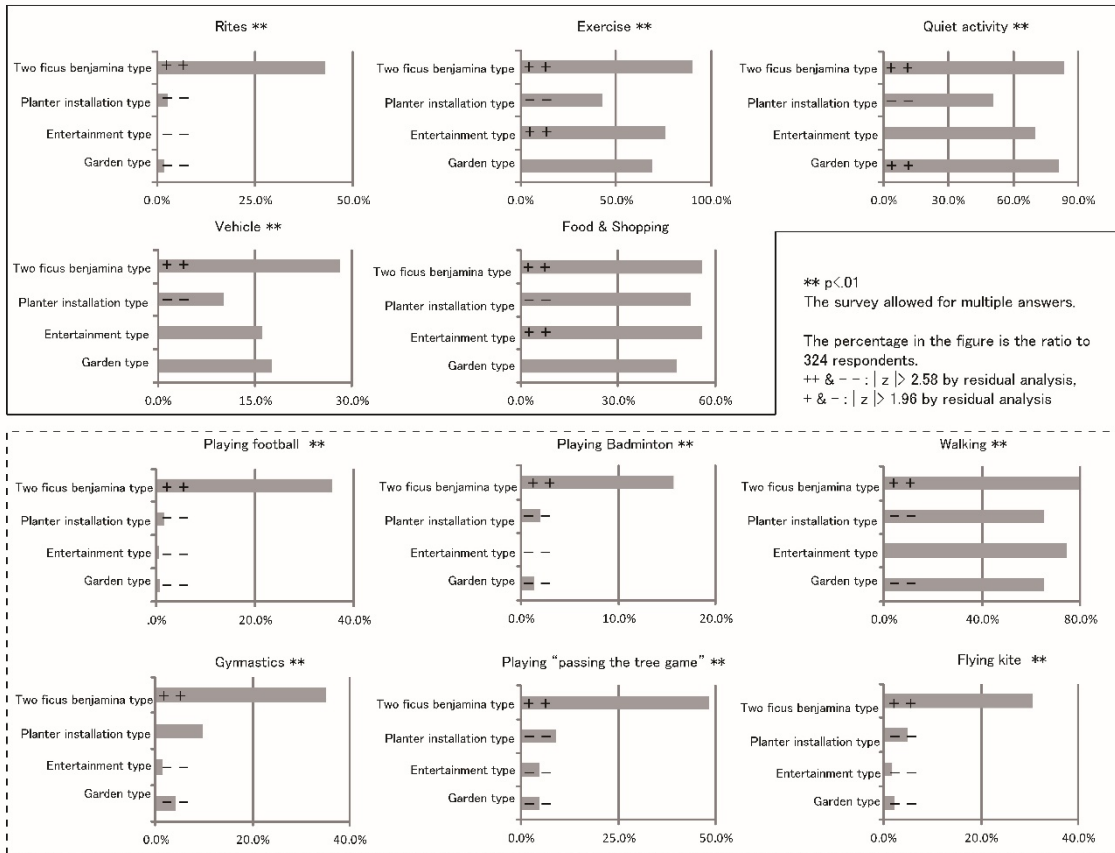 Rites **
Two ficus benjamina type
+ +
Planter installation type
− −
Entertainment type
− −
Garden type
− −
0.0% 25.0% 50.0%
Exercise **
Two ficus benjamina type
+ +
Planter installation type
− −
Entertainment type
+ +
Garden type
0.0% 50.0% 100.0%
Quiet activity **
Two ficus benjamina type
+ +
Planter installation type
− −
Entertainment type
Garden type
+ +
0.0% 30.0% 60.0% 90.0%
Vehicle **
Two ficus benjamina type
+ +
Planter installation type
− −
Entertainment type
Garden type
0.0% 15.0% 30.0%
Food & Shopping
Two ficus benjamina type
+ +
Planter installation type
− −
Entertainment type
+ +
Garden type
0.0% 20.0% 40.0% 60.0%
** p<.01
The survey allowed for multiple answers.
The percentage in the figure is the ratio to
324 respondents.
++ & − − : | z |> 2.58 by residual analysis,
+ & − : | z |> 1.96 by residual analysis
Playing football **
Two ficus benjamina type
+ +
Planter installation type
− −
Entertainment type
− −
Garden type
− −
.0% 20.0% 40.0%
Playing Badminton **
Two ficus benjamina type
+ +
Planter installation type
− −
Entertainment type
− −
Garden type
− −
0.0% 10.0% 20.0%
Walking **
Two ficus benjamina type
+ +
Planter installation type
− −
Entertainment type
Garden type
− −
0.0% 40.0% 80.0%
Gymnastics **
Two ficus benjamina type
+ +
Planter installation type
Entertainment type
− −
Garden type
− −
0.0% 20.0% 40.0%
Playing “passing the tree game” **
Two ficus benjamina type
+ +
Planter installation type
− −
Entertainment type
− −
Garden type
− −
0.0% 25.0% 50.0%
Flying kite **
Two ficus benjamina type
+ +
Planter installation type
− −
Entertainment type
− −
Garden type
− −
0.0% 20.0% 40.0%